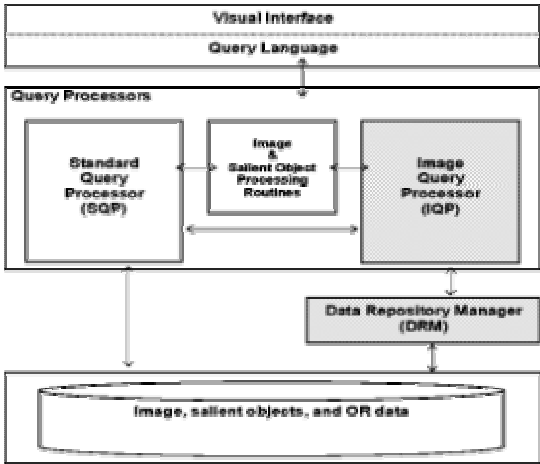 Visual Interface
Query Language
Query Processors
Standard
Query
Processor
(SQP)
Image
&
Salient Object
Processing
Routines
Image
Query
Processor
(IQP)
Data Repository Manager
(DRM)
Image, salient objects, and OR data